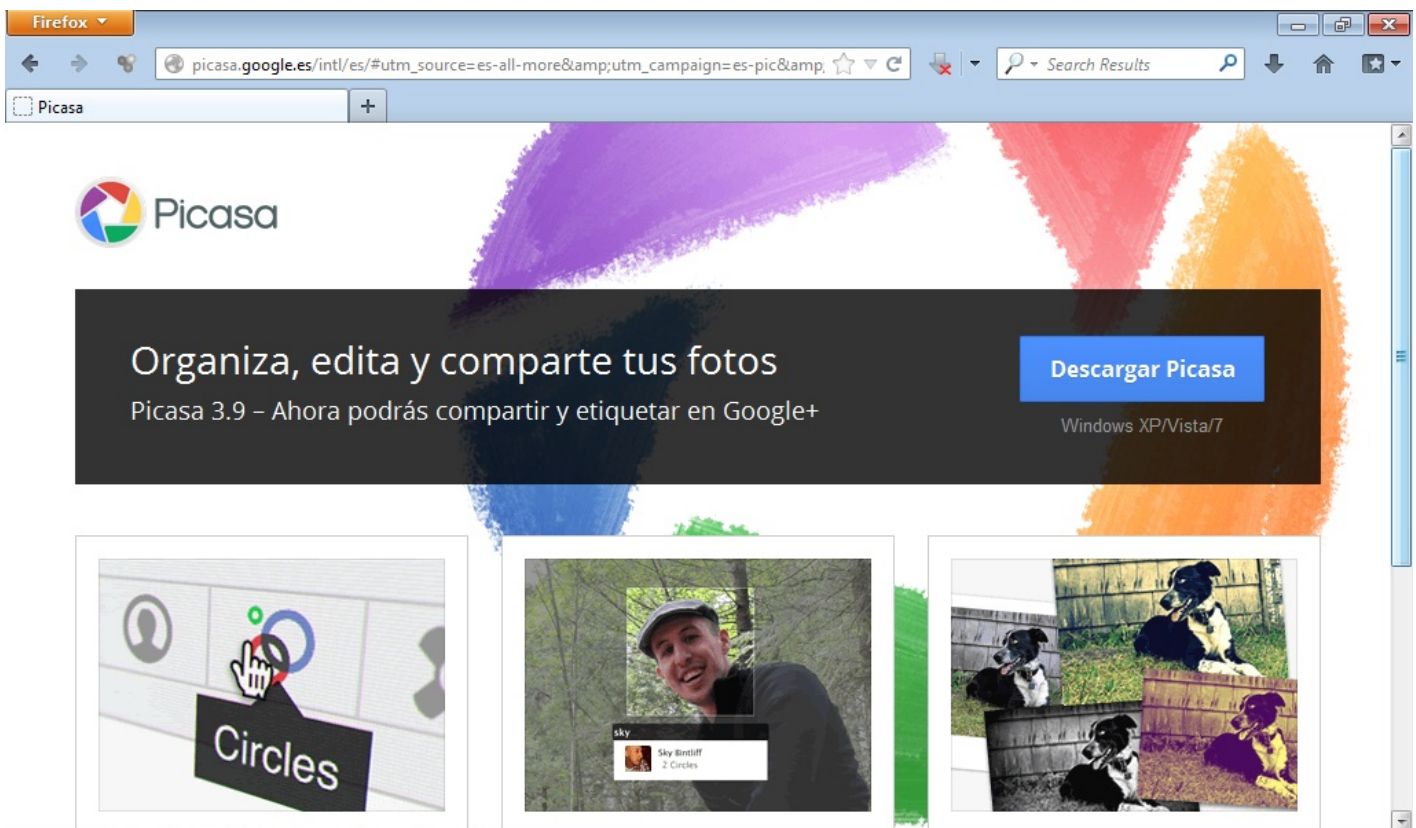 Firefox
picasa.google.es/intl/es/#utm_source=es-all-more&amp;utm_campaign=es-pic&amp;
Search Results
Picasa
Picasa
Organiza, edita y comparte tus fotos
Picasa 3.9 – Ahora podrás compartir y etiquetar en Google+
Descargar Picasa
Windows XP/Vista/7
Circles
sky
Sky Bintliff
2 Circles